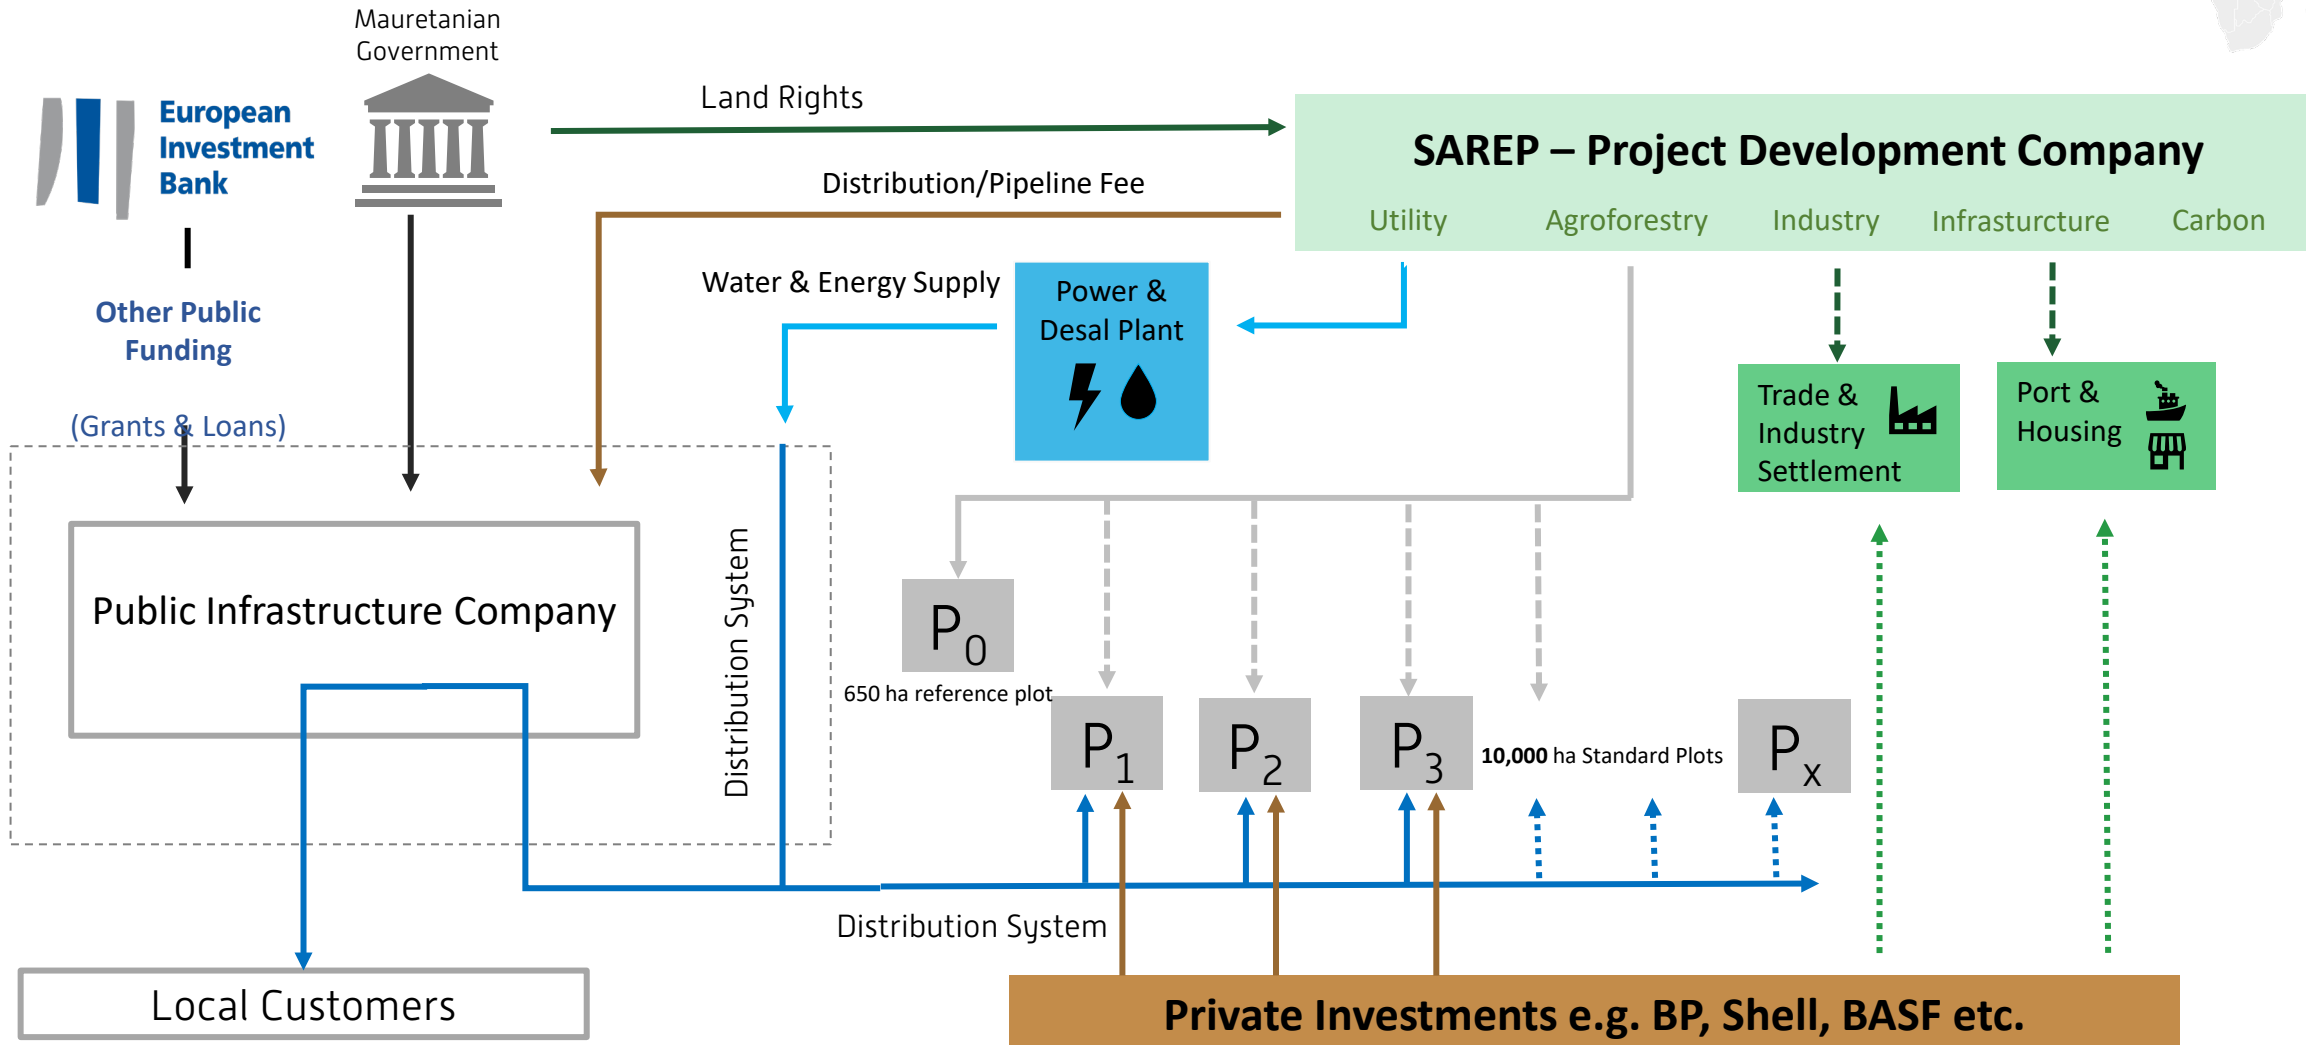 Mauretanian
Government
European
Investment
Bank
Land Rights
SAREP – Project Development Company
Distribution/Pipeline Fee
Utility
Agroforestry
Industry
Infrasturcture
Carbon
Water & Energy Supply
Power &
Desal Plant
Other Public
Funding
(Grants & Loans)
Trade &
Industry
Settlement
Port &
Housing
Public Infrastructure Company
Distribution System
P0
650 ha reference plot
P1
P2
P3
10,000 ha Standard Plots
Px
Distribution System
Local Customers
Private Investments e.g. BP, Shell, BASF etc.